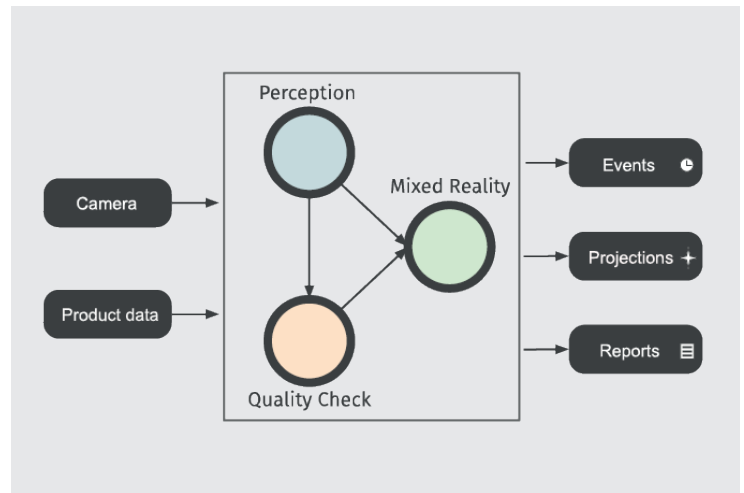 Perception
Mixed Reality
Quality Check
Camera
Product data
Events
Projections
Reports